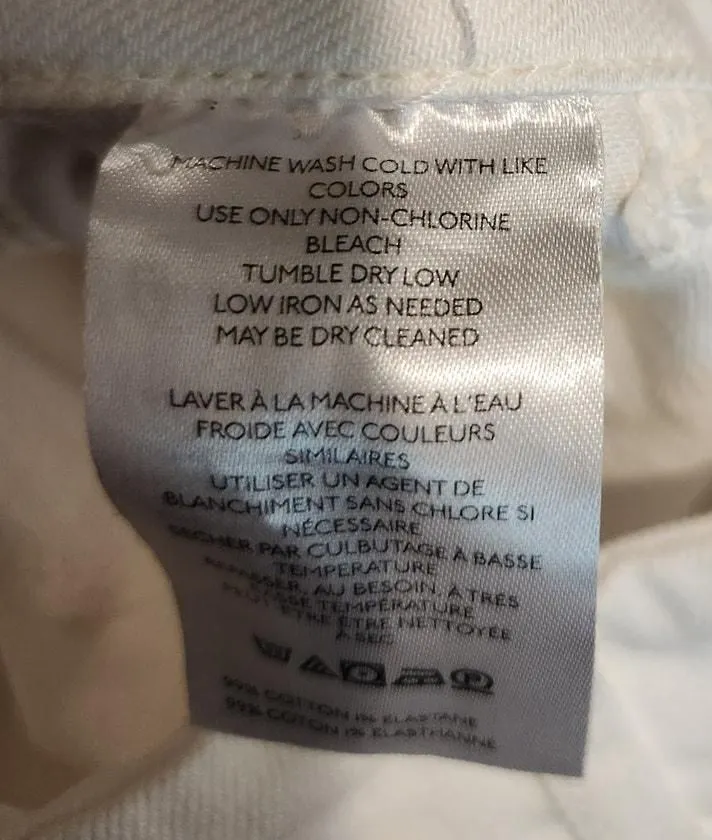 MACHINE WASH COLD WITH LIKE
COLORS
USE ONLY NON-CHLORINE
BLEACH
TUMBLE DRY LOW
LOW IRON AS NEEDED
MAY BE DRY CLEANED
LAVER À LA MACHINE À L'EAU
FROIDE AVEC COULEURS
SIMILAIRES
UTILISER UN AGENT DE
BLANCHIMENT SANS CHLORE SI
NÉCESSAIRE
SÉCHER PAR CULBUTAGE À BASSE
TEMPÉRATURE
REPASSER, AU BESOIN, À TRÈS
BASSE TEMPÉRATURE
PEUT ÊTRE ÊTRE NETTOYÉE
À SEC
99% COTTON 1% ELASTANE
99% COTON 1% ELASTHANNE